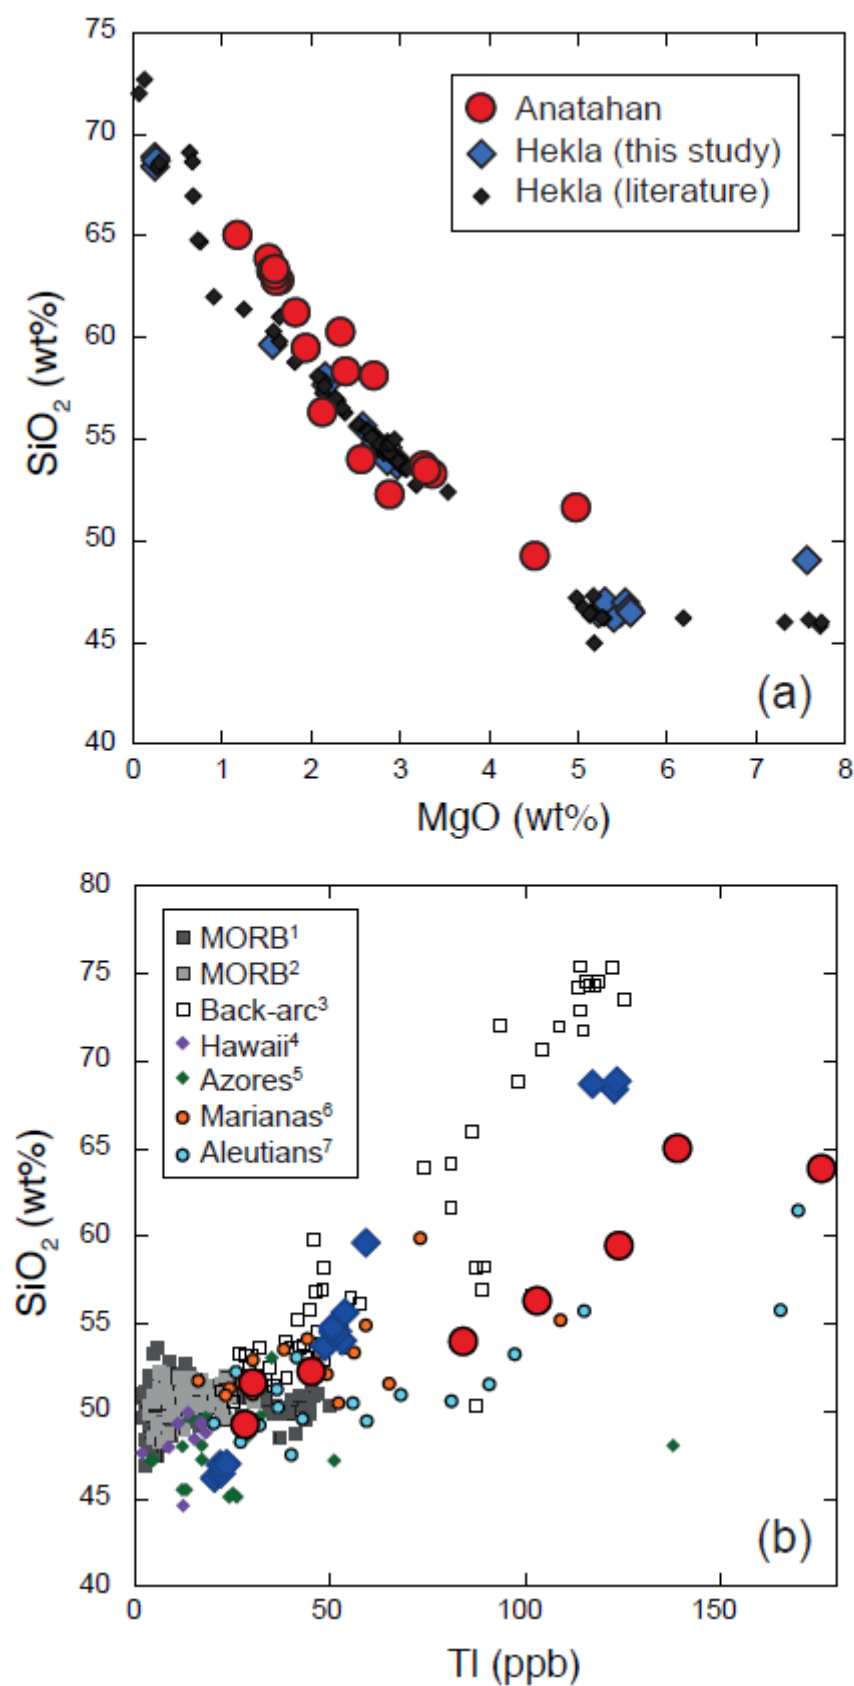 75
70
65
60
55
50
45
40
SiO2 (wt%)
Anatahan
Hekla (this study)
Hekla (literature)
(a)
0 1 2 3 4 5 6 7 8
MgO (wt%)
80
75
70
65
60
55
50
45
40
SiO2 (wt%)
MORB1
MORB2
Back-arc3
Hawaii4
Azores5
Marianas6
Aleutians7
(b)
0 50 100 150
Tl (ppb)